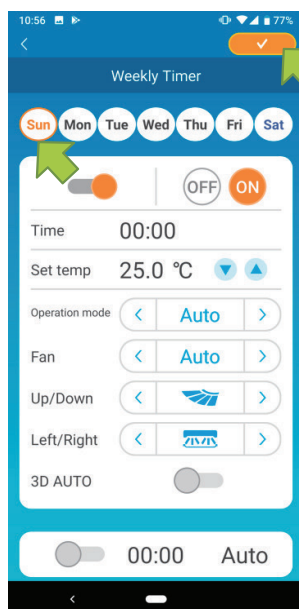 10:56 77%
Weekly Timer
Sun Mon Tue Wed Thu Fri Sat
OFF ON
Time 00:00
Set temp 25.0 ℃
Operation mode Auto
Fan Auto
Up/Down
Left/Right
3D AUTO
00:00 Auto